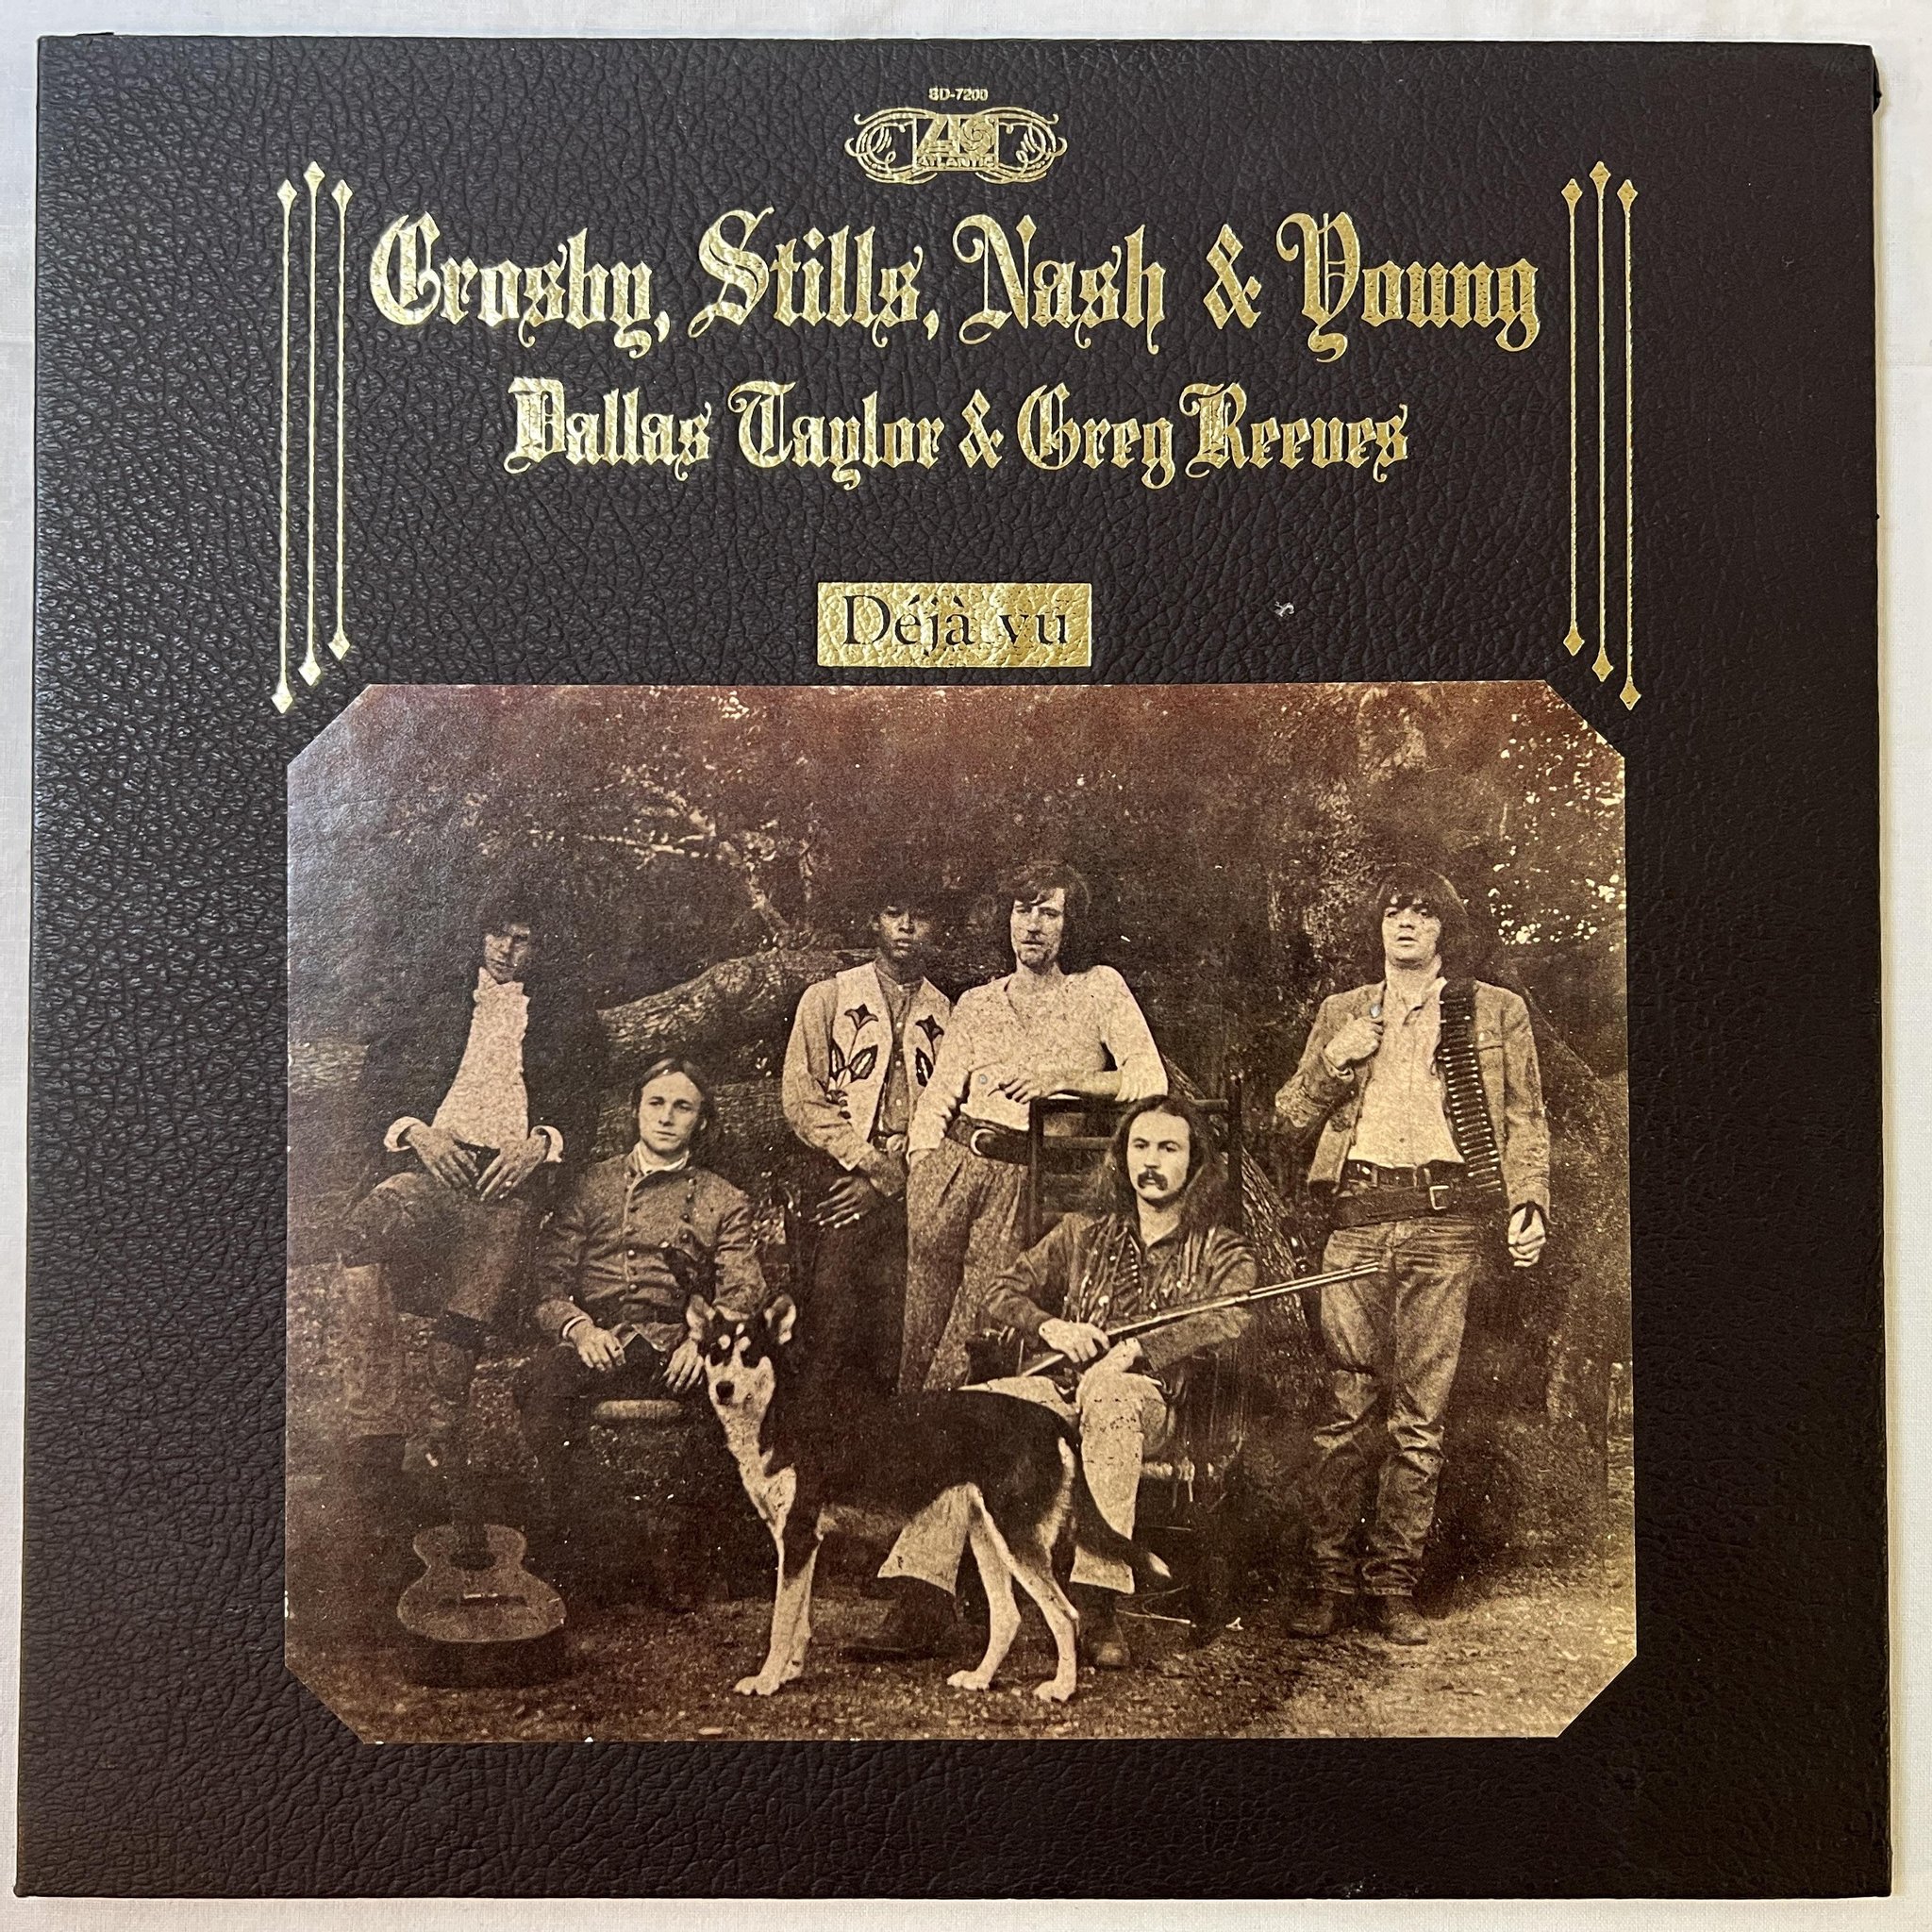 SD-7200
ATLANTIC
Crosby, Stills, Nash & Young
Dallas Taylor & Greg Reeves
Déjà vu